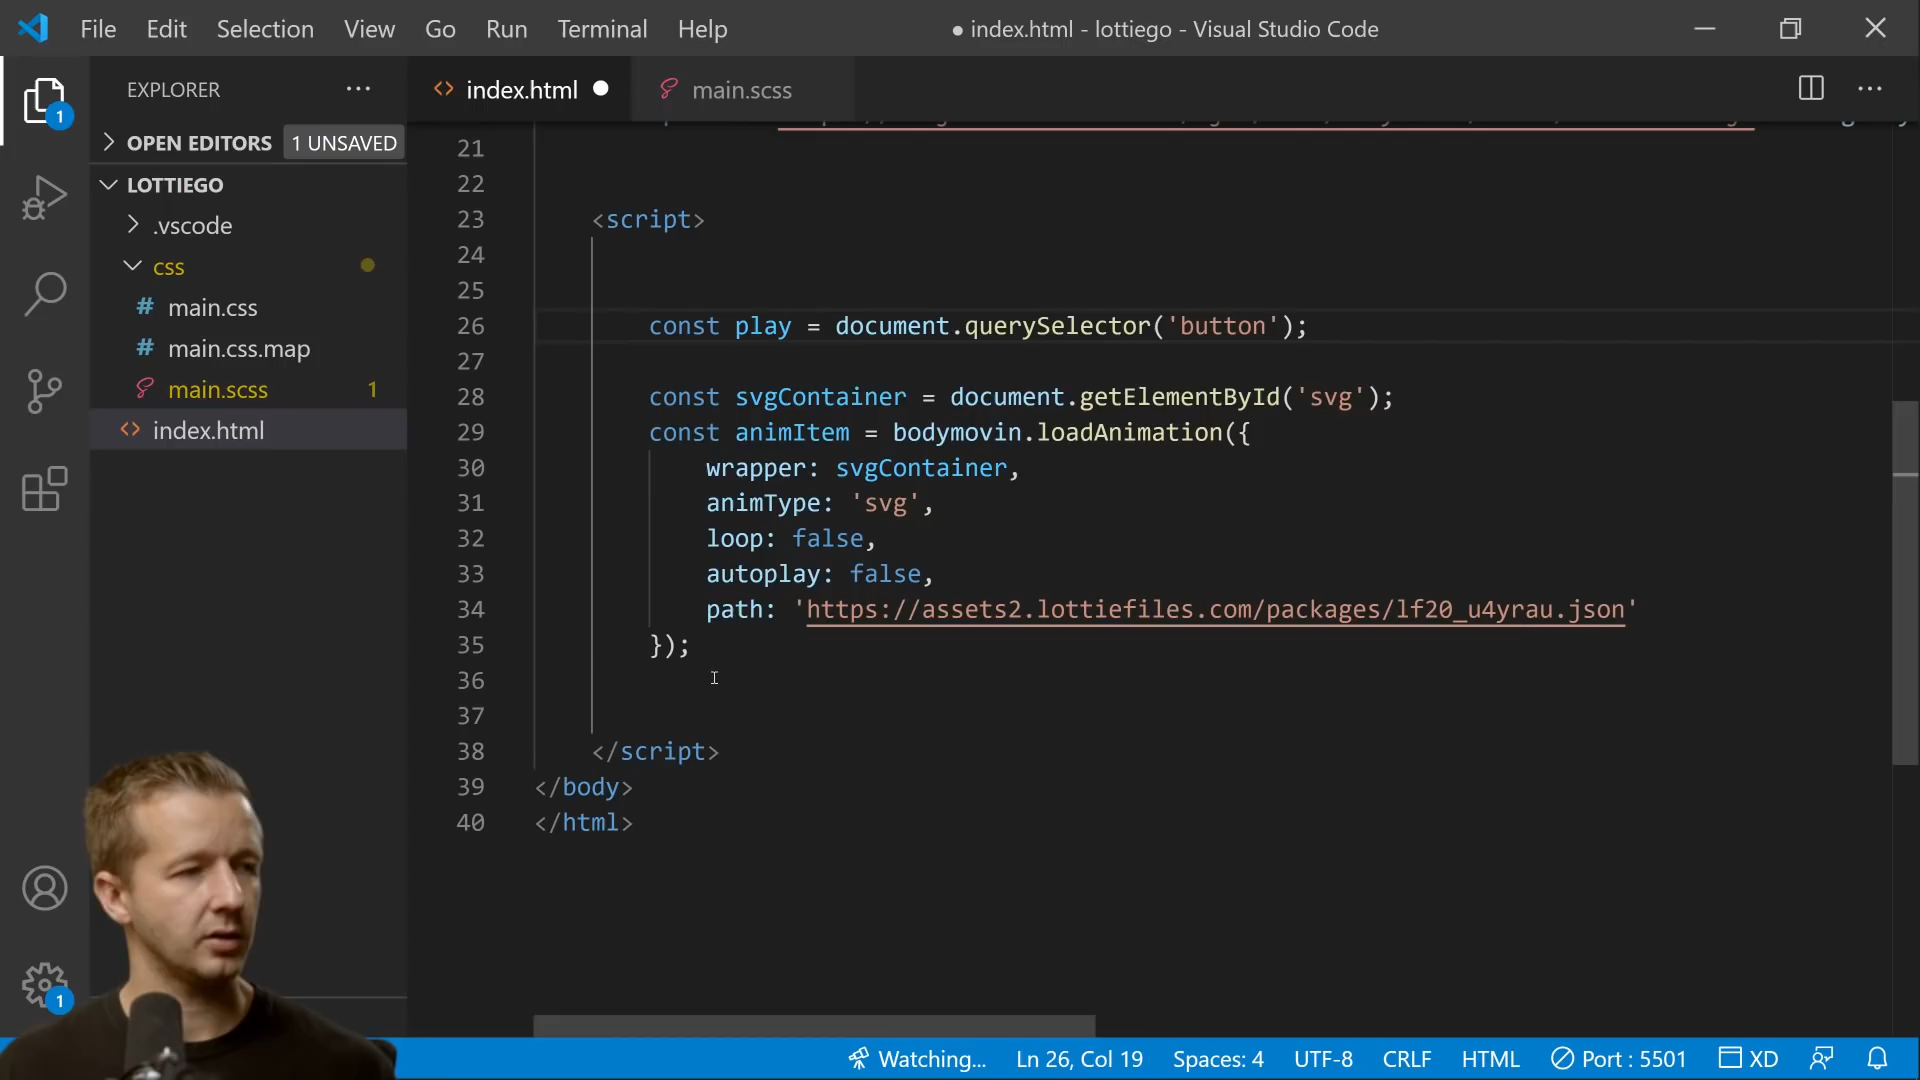 File Edit Selection View Go Run Terminal Help
● index.html - lottiego - Visual Studio Code
EXPLORER
index.html
main.scss
1
OPEN EDITORS 1 UNSAVED
LOTTIEGO
.vscode
css
# main.css
# main.css.map
main.scss 1
index.html
1
21
22
23 <script>
24
25
26 const play = document.querySelector('button');
27
28 const svgContainer = document.getElementById('svg');
29 const animItem = bodymovin.loadAnimation({
30 wrapper: svgContainer,
31 animType: 'svg',
32 loop: false,
33 autoplay: false,
34 path: 'https://assets2.lottiefiles.com/packages/lf20_u4yrau.json'
35 });
36
37
38 </script>
39 </body>
40 </html>
Watching... Ln 26, Col 19 Spaces: 4 UTF-8 CRLF HTML Port : 5501 XD